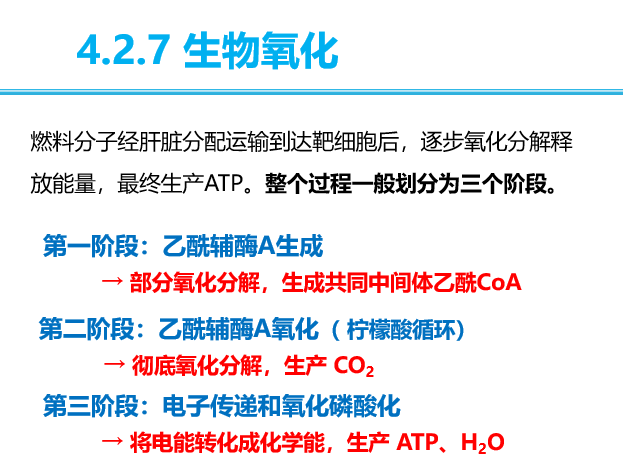 4.2.7 生物氧化
燃料分子经肝脏分配运输到达靶细胞后，逐步氧化分解释
放能量，最终生产ATP。整个过程一般划分为三个阶段。
第一阶段：乙酰辅酶A生成
→ 部分氧化分解，生成共同中间体乙酰CoA
第二阶段：乙酰辅酶A氧化（柠檬酸循环）
→ 彻底氧化分解，生产 CO₂
第三阶段：电子传递和氧化磷酸化
→ 将电能转化成化学能，生产 ATP、H₂O